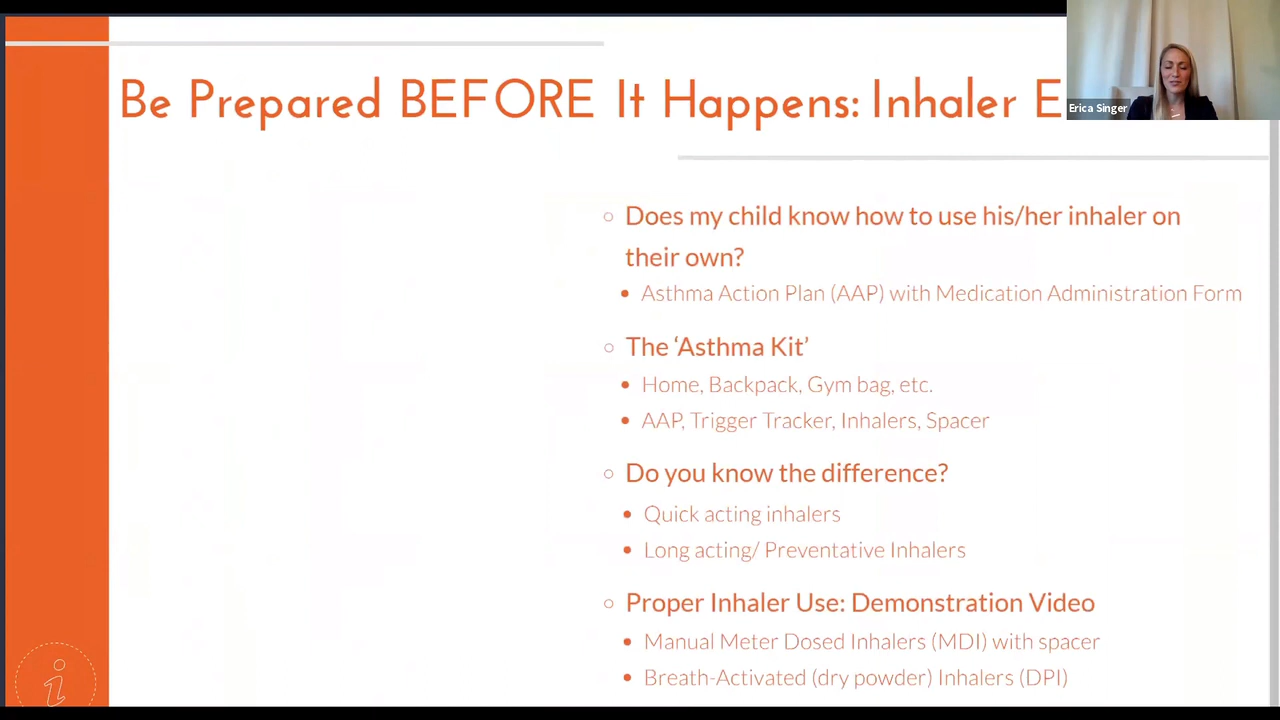 Be Prepared BEFORE It Happens: Inhaler
Erica Singer
Does my child know how to use his/her inhaler on
their own?
Asthma Action Plan (AAP) with Medication Administration Form
The ‘Asthma Kit’
Home, Backpack, Gym bag, etc.
AAP, Trigger Tracker, Inhalers, Spacer
Do you know the difference?
Quick acting inhalers
Long acting/ Preventative Inhalers
Proper Inhaler Use: Demonstration Video
Manual Meter Dosed Inhalers (MDI) with spacer
Breath-Activated (dry powder) Inhalers (DPI)
i